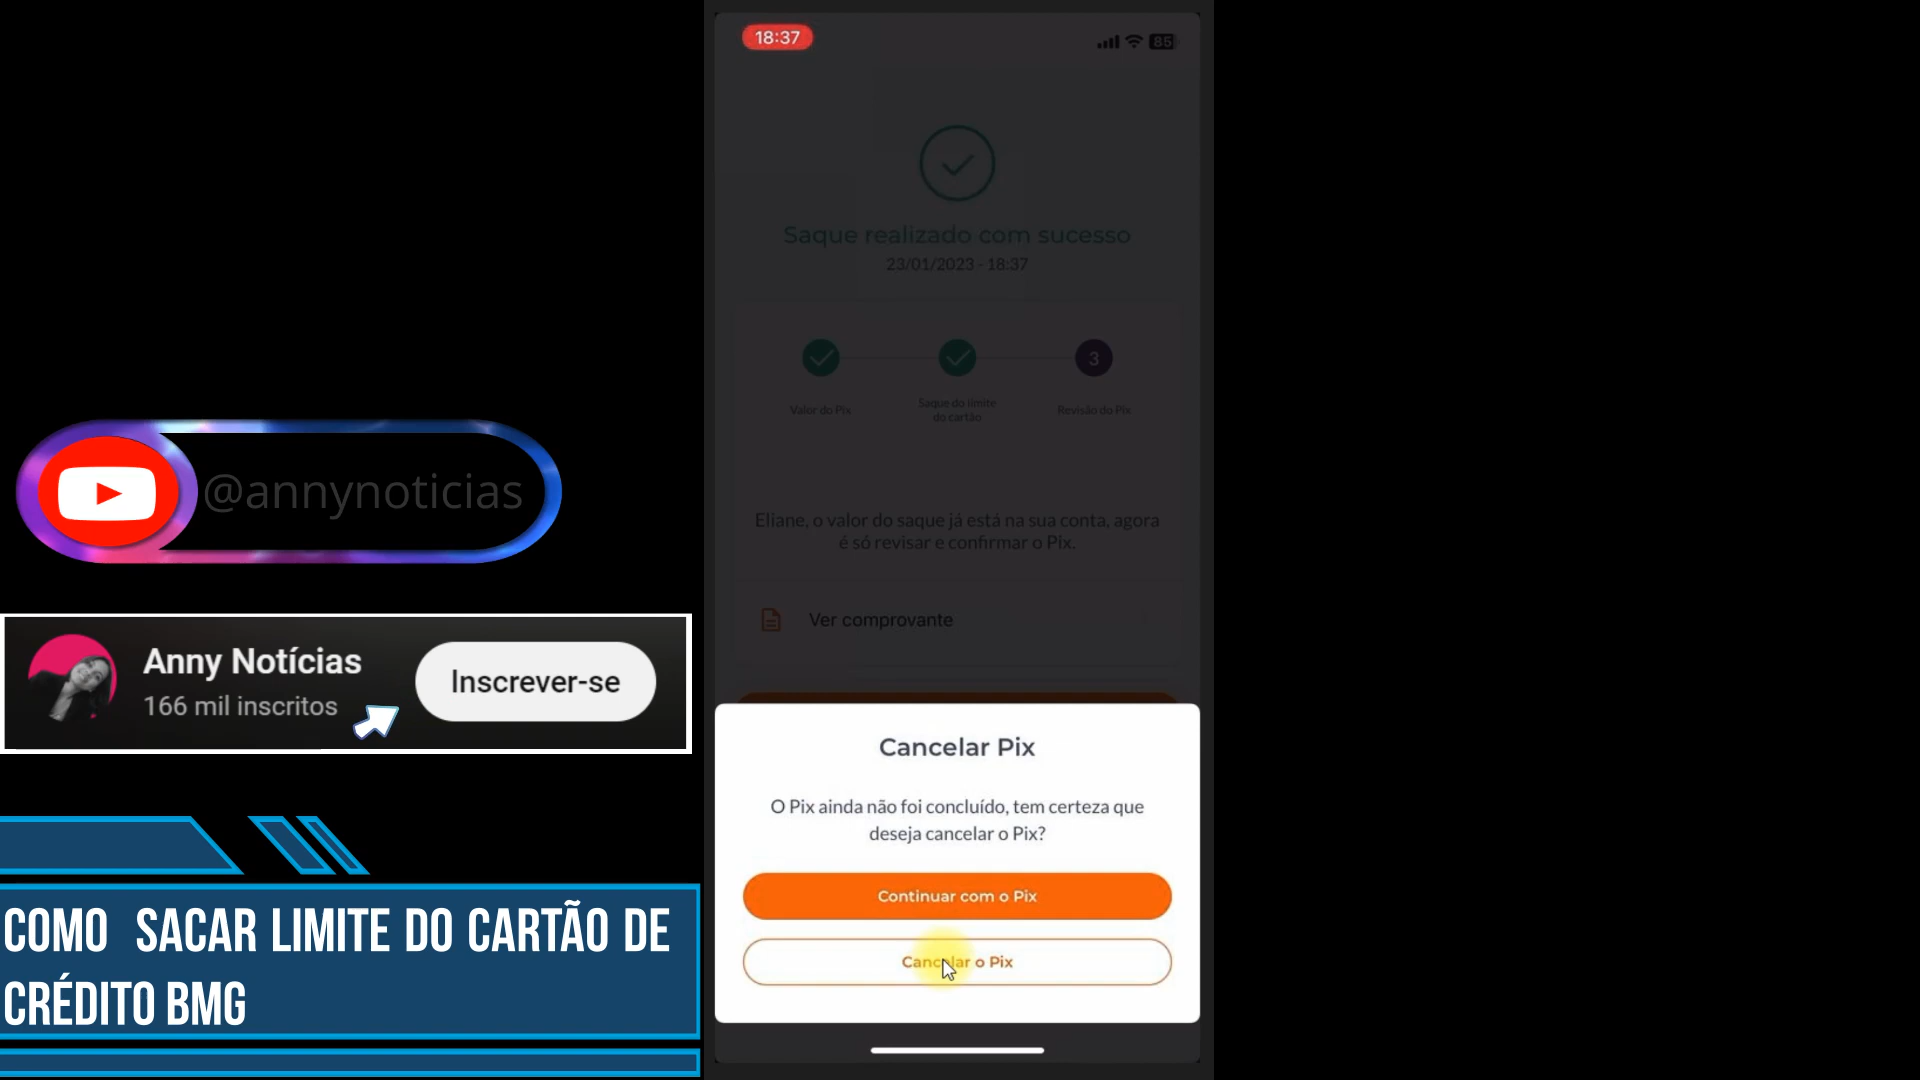 18:37
85
Saque realizado com sucesso
23/01/2023 - 18:37
3
Valor do Pix
Saque do limite
do cartão
Revisão do Pix
Eliane, o valor do saque já está na sua conta, agora
é só revisar e confirmar o Pix.
Ver comprovante
Cancelar Pix
O Pix ainda não foi concluído, tem certeza que
deseja cancelar o Pix?
Continuar com o Pix
Cancelar o Pix
@annynoticias
Anny Notícias
166 mil inscritos
Inscrever-se
COMO SACAR LIMITE DO CARTÃO DE
CRÉDITO BMG